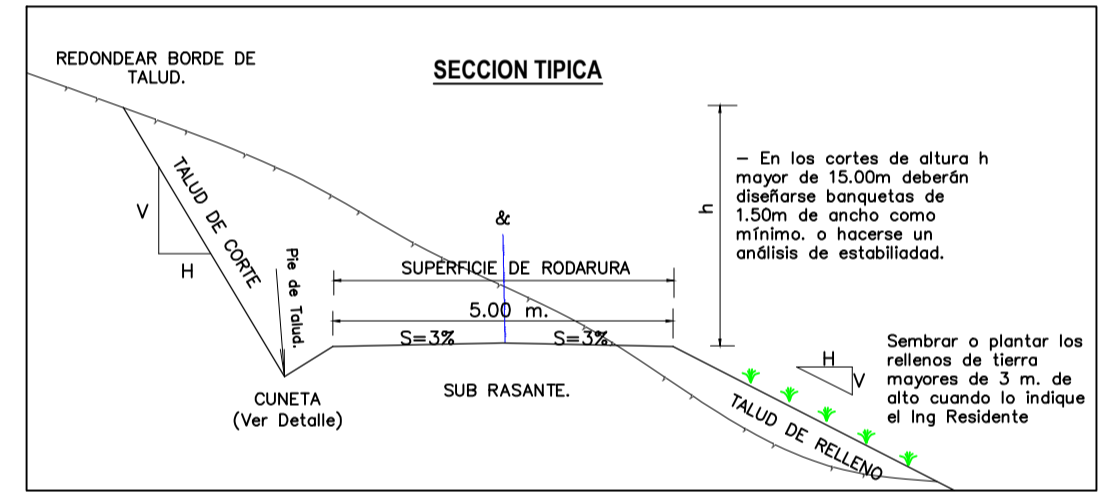 REDONDEAR BORDE DE
TALUD.
SECCION TIPICA
TALUD DE CORTE
V
H
Pie de Talud.
&
SUPERFICIE DE RODARURA
5.00 m.
S=3%
S=3%
h
– En los cortes de altura h
mayor de 15.00m deberán
diseñarse banquetas de
1.50m de ancho como
mínimo. o hacerse un
análisis de estabiliadad.
CUNETA
(Ver Detalle)
SUB RASANTE.
H
V
TALUD DE RELLENO
Sembrar o plantar los
rellenos de tierra
mayores de 3 m. de
alto cuando lo indique
el Ing Residente